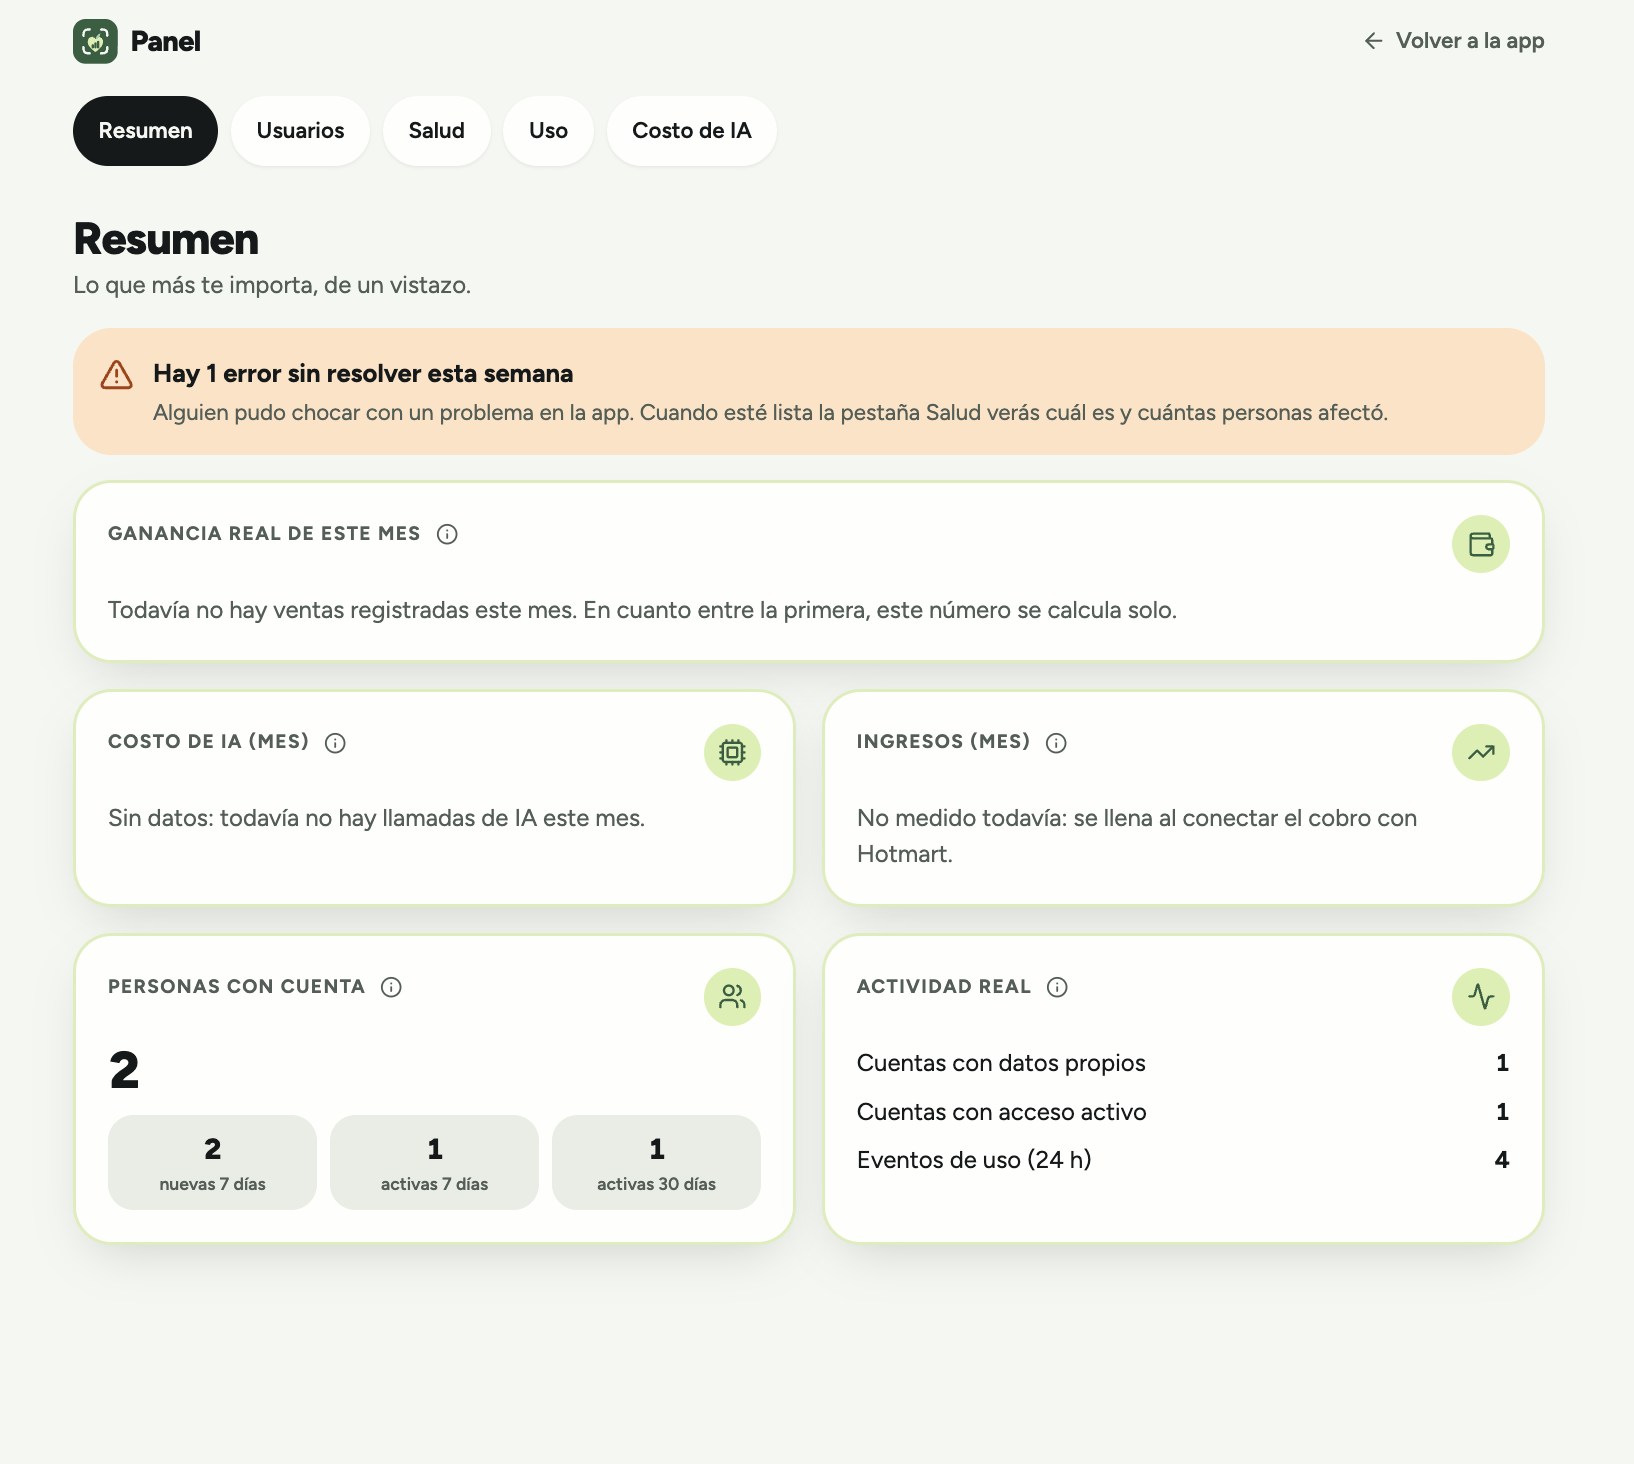 Panel
Volver a la app
Resumen
Usuarios
Salud
Uso
Costo de IA
Resumen
Lo que más te importa, de un vistazo.
Hay 1 error sin resolver esta semana
Alguien pudo chocar con un problema en la app. Cuando esté lista la pestaña Salud verás cuál es y cuántas personas afectó.
GANANCIA REAL DE ESTE MES
Todavía no hay ventas registradas este mes. En cuanto entre la primera, este número se calcula solo.
COSTO DE IA (MES)
Sin datos: todavía no hay llamadas de IA este mes.
INGRESOS (MES)
No medido todavía: se llena al conectar el cobro con
Hotmart.
PERSONAS CON CUENTA
2
2
nuevas 7 días
1
activas 7 días
1
activas 30 días
ACTIVIDAD REAL
Cuentas con datos propios 1
Cuentas con acceso activo 1
Eventos de uso (24 h) 4